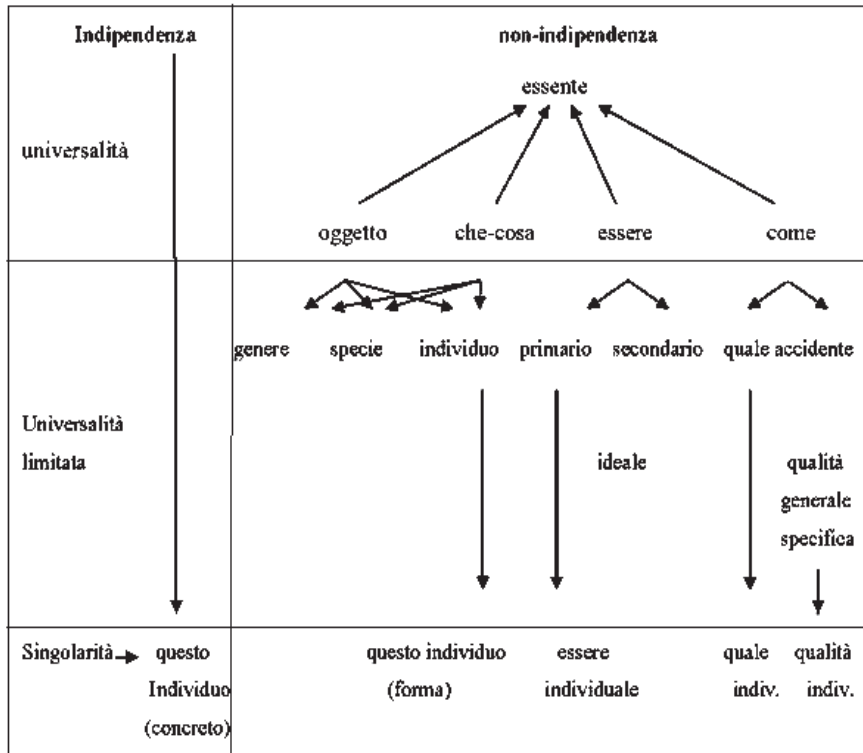 Indipendenza non-indipendenza
essente
universalità
oggetto che-cosa essere come
genere specie individuo primario secondario quale accidente
Universalità
limitata ideale qualità
generale
specifica
Singolarità questo questo individuo essere quale qualità
Individuo (forma) individuale indiv. indiv.
(concreto)